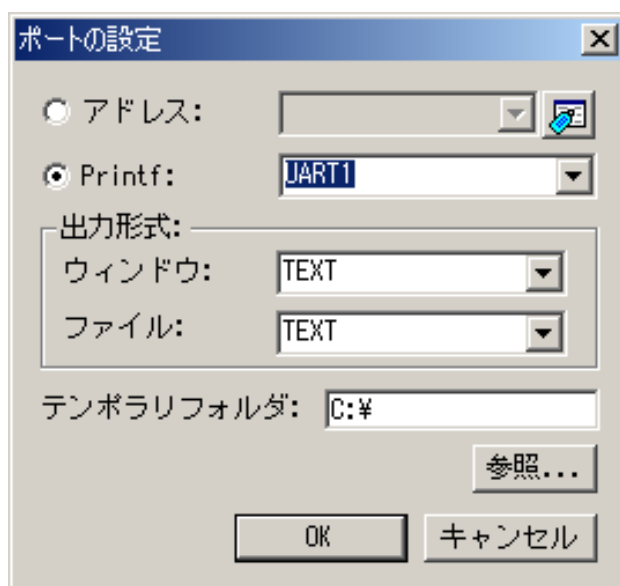 ポートの設定
アドレス:
Printf: UART1
出力形式:
ウィンドウ: TEXT
ファイル: TEXT
テンポラリフォルダ: C:¥
参照...
OK キャンセル